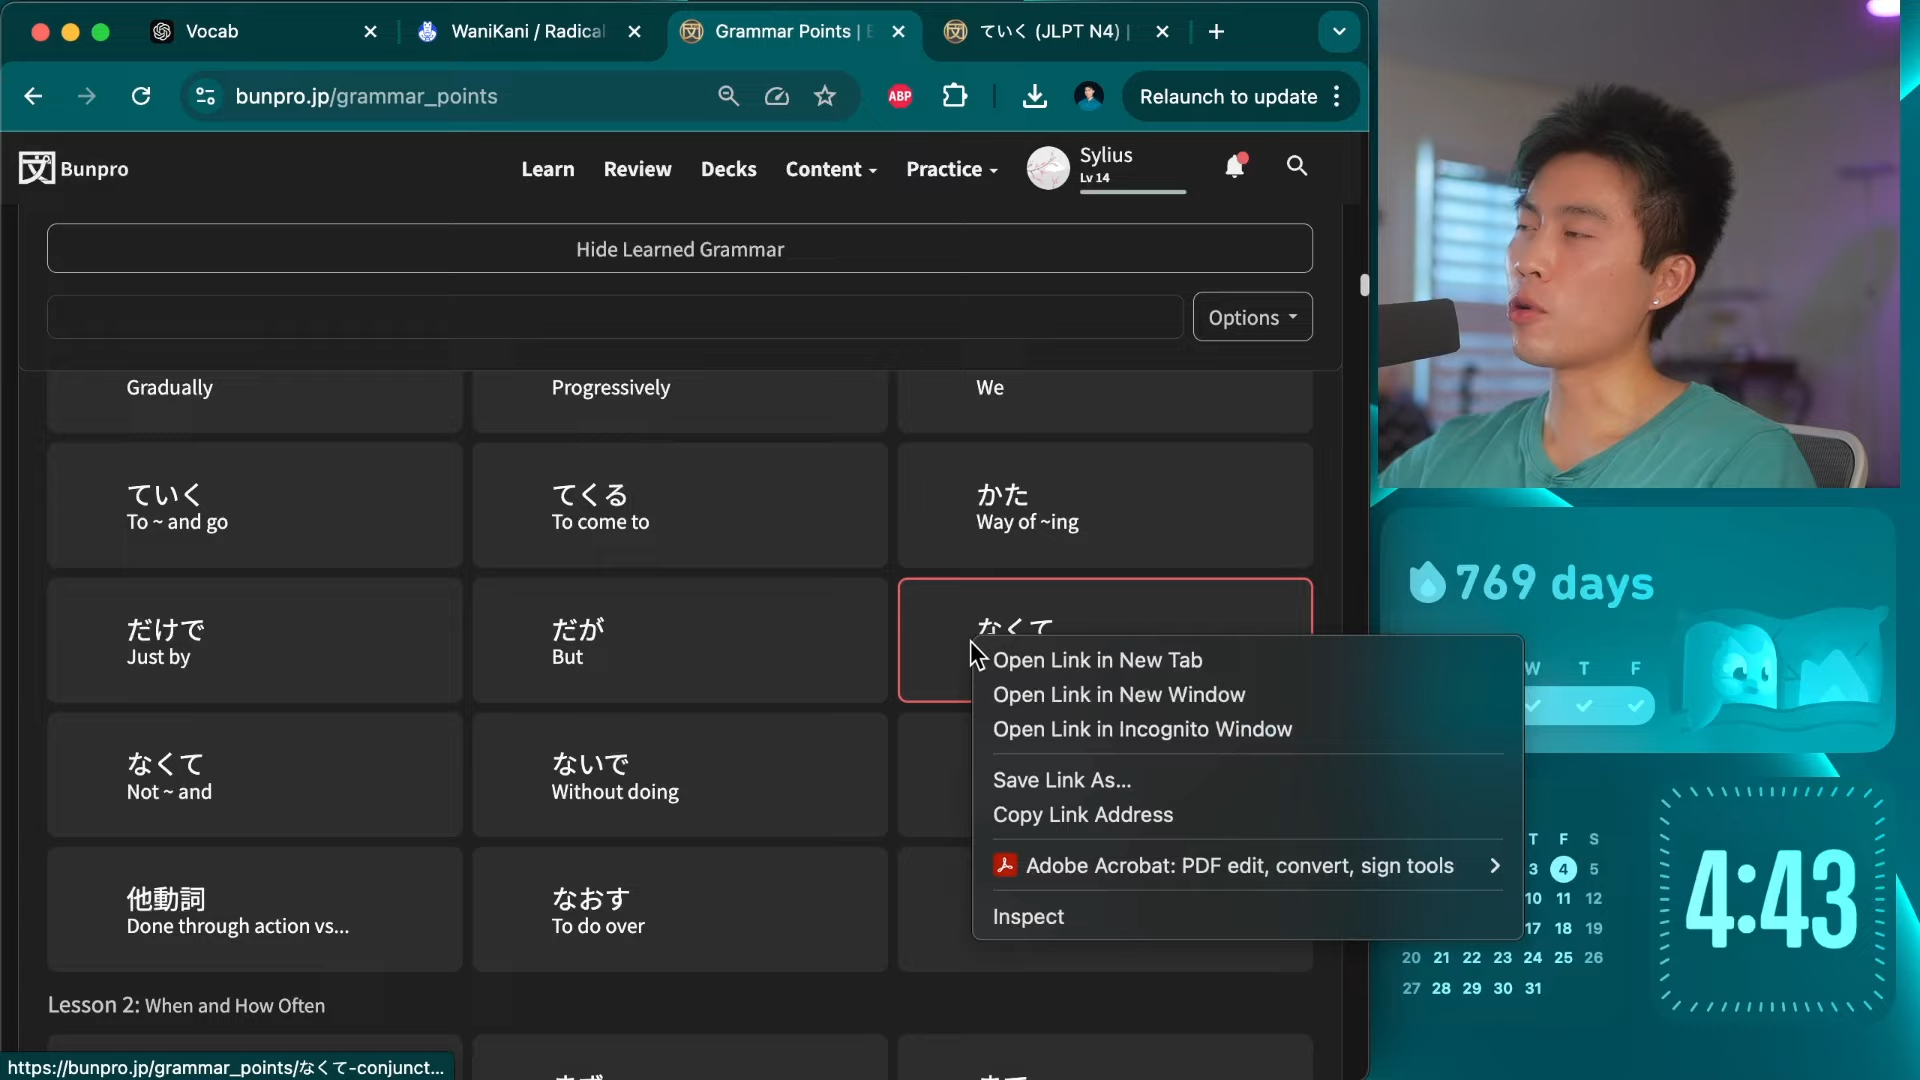 Vocab
WaniKani / Radical
Grammar Points |
ていく (JLPT N4) |
bunpro.jp/grammar_points
ABP
Relaunch to update
文 Bunpro
Learn
Review
Decks
Content
Practice
Sylius
Lv 14
Hide Learned Grammar
Options
Gradually
Progressively
We
ていく
To ~ and go
てくる
To come to
かた
Way of ~ing
だけで
Just by
だが
But
なくて
なくて
Not ~ and
ないで
Without doing
他動詞
Done through action vs...
なおす
To do over
Lesson 2: When and How Often
まず
まで
Open Link in New Tab
Open Link in New Window
Open Link in Incognito Window
Save Link As...
Copy Link Address
Adobe Acrobat: PDF edit, convert, sign tools
Inspect
https://bunpro.jp/grammar_points/なくて-conjunct...
769 days
W T F
T F S
3 4 5
10 11 12
17 18 19
20 21 22 23 24 25 26
27 28 29 30 31
4:43